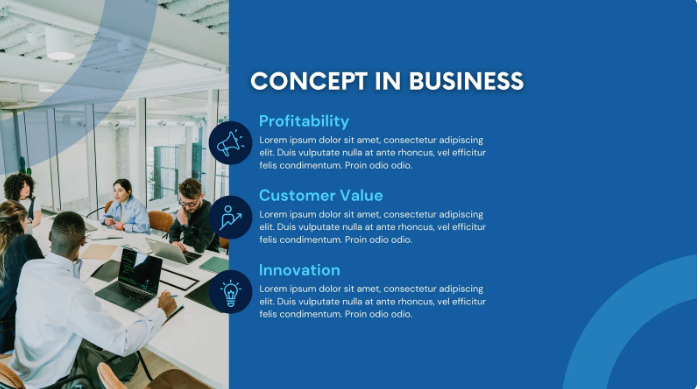 CONCEPT IN BUSINESS
Profitability
Lorem ipsum dolor sit amet, consectetur adipiscing
elit. Duis vulputate nulla at ante rhoncus, vel efficitur
felis condimentum. Proin odio odio.
Customer Value
Lorem ipsum dolor sit amet, consectetur adipiscing
elit. Duis vulputate nulla at ante rhoncus, vel efficitur
felis condimentum. Proin odio odio.
Innovation
Lorem ipsum dolor sit amet, consectetur adipiscing
elit. Duis vulputate nulla at ante rhoncus, vel efficitur
felis condimentum. Proin odio odio.